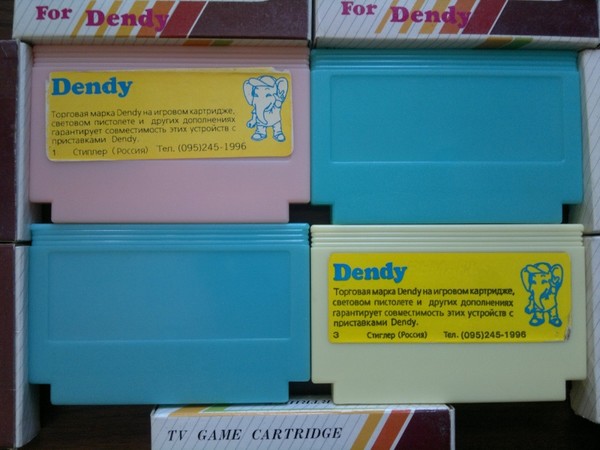 For Dendy
For Dendy
Dendy
Торговая марка Dendy на игровом картридже,
световом пистолете и других дополнениях
гарантирует совместимость этих устройств с
приставками Dendy.
1 Стиплер (Россия) Тел. (095)245-1996
Dendy
Торговая марка Dendy на игровом картридже,
световом пистолете и других дополнениях
гарантирует совместимость этих устройств с
приставками Dendy.
3 Стиплер (Россия) Тел. (095)245-1996
TV GAME CARTRIDGE